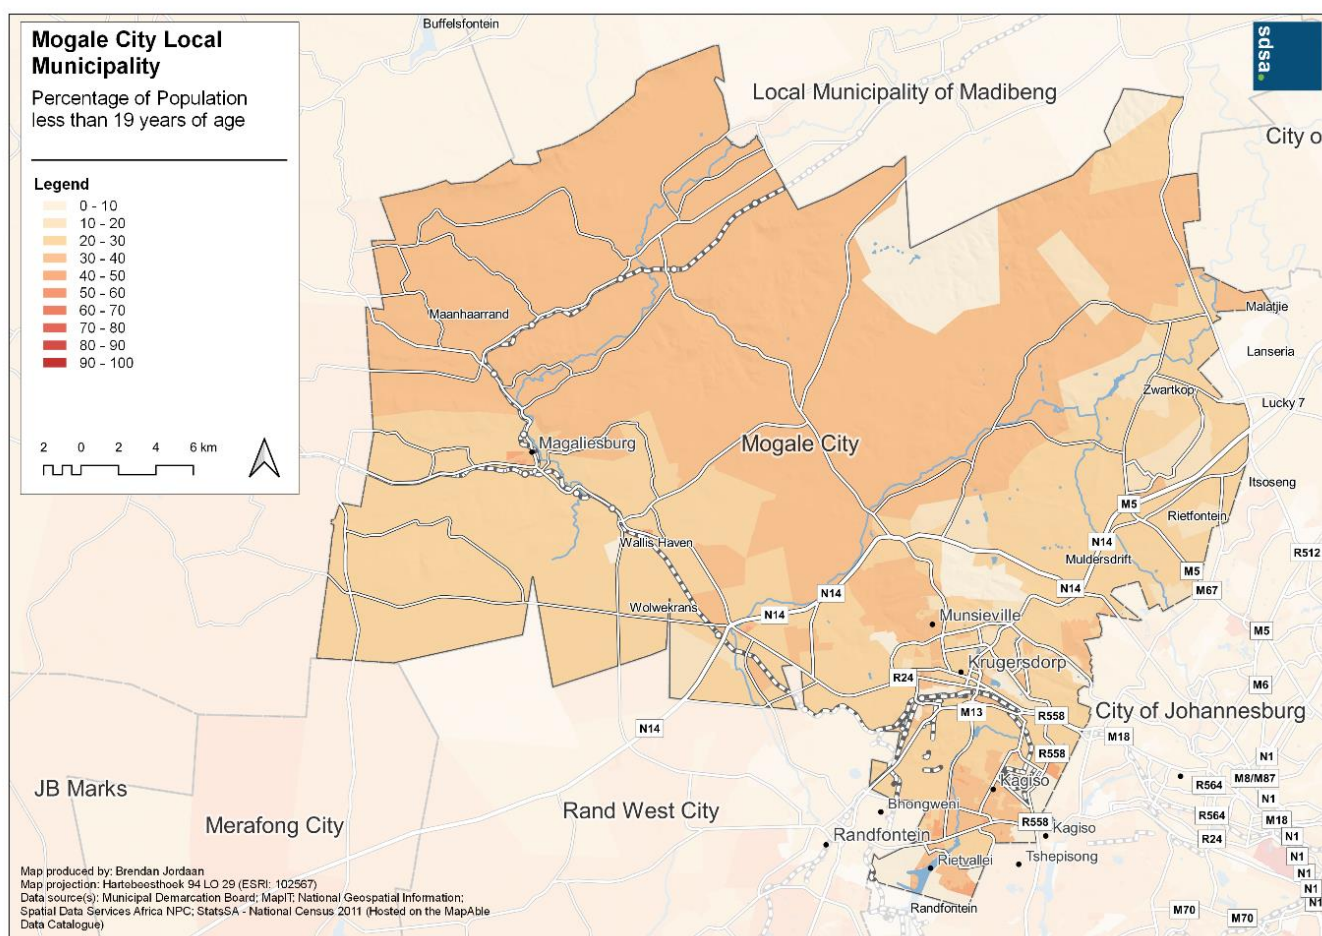 Mogale City Local
Municipality
Percentage of Population
less than 19 years of age
Legend
0 - 10
10 - 20
20 - 30
30 - 40
40 - 50
50 - 60
60 - 70
70 - 80
80 - 90
90 - 100
2 0 2 4 6 km
sdsa.
Buffelsfontein
Local Municipality of Madibeng
City o
Maanhaarrand
Malatjie
Lanseria
Zwartkop
Lucky 7
Magaliesburg
Mogale City
Itsoseng
M5
Rietfontein
Wallis Haven
N14
R512
Muldersdrift
M5
N14
M67
N14
Wolwekrans
N14
Munsieville
M5
Krugersdorp
R24
M6
M13
R558
City of Johannesburg
N14
M18
R558
N1
JB Marks
Kagiso
R564
M8/M87
Rand West City
Bhongweni
N1
Merafong City
R558
R564
M18
Randfontein
Kagiso
R24
N1
Rietvallei
Tshepisong
N1
N1
N1
Randfontein
M70
M70
N1
Map produced by: Brendan Jordaan
Map projection: Hartebeesthoek 94 LO 29 (ESRI: 102567)
Data source(s): Municipal Demarcation Board; MapIT; National Geospatial Information;
Spatial Data Services Africa NPC; StatsSA - National Census 2011 (Hosted on the MapAble
Data Catalogue)